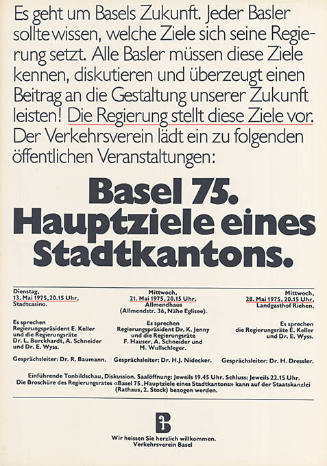 Es geht um Basels Zukunft. Jeder Basler
sollte wissen, welche Ziele sich seine Regie-
rung setzt. Alle Basler müssen diese Ziele
kennen, diskutieren und überzeugt einen
Beitrag an die Gestaltung unserer Zukunft
leisten! Die Regierung stellt diese Ziele vor.
Der Verkehrsverein lädt ein zu folgenden
öffentlichen Veranstaltungen:
Basel 75.
Hauptziele eines
Stadtkantons.
Dienstag,
13. Mai 1975, 20.15 Uhr,
Stadtcasino.
Es sprechen
Regierungspräsident E. Keller
und die Regierungsräte
Dr. L. Burckhardt, A. Schneider
und Dr. E. Wyss.
Gesprächsleiter: Dr. R. Baumann.
Mittwoch,
21. Mai 1975, 20.15 Uhr,
Allmendhaus
(Allmendstr. 36, Nähe Eglisee).
Es sprechen
Regierungspräsident Dr. K. Jenny
und die Regierungsräte
F. Hauser, A. Schneider und
M. Wullschleger.
Gesprächsleiter: Dr. H.J. Nidecker.
Mittwoch,
28. Mai 1975, 20.15 Uhr,
Landgasthof Riehen.
Es sprechen
die Regierungsräte E. Keller
und Dr. E. Wyss.
Gesprächsleiter: Dr. H. Dressler.
Einführende Tonbildschau, Diskussion. Saalöffnung: Jeweils 19.45 Uhr. Schluss: Jeweils 22.15 Uhr.
Die Broschüre des Regierungsrates «Basel 75, Hauptziele eines Stadtkantons» kann auf der Staatskanzlei
(Rathaus, 2. Stock) bezogen werden.
Wir heissen Sie herzlich willkommen.
Verkehrsverein Basel